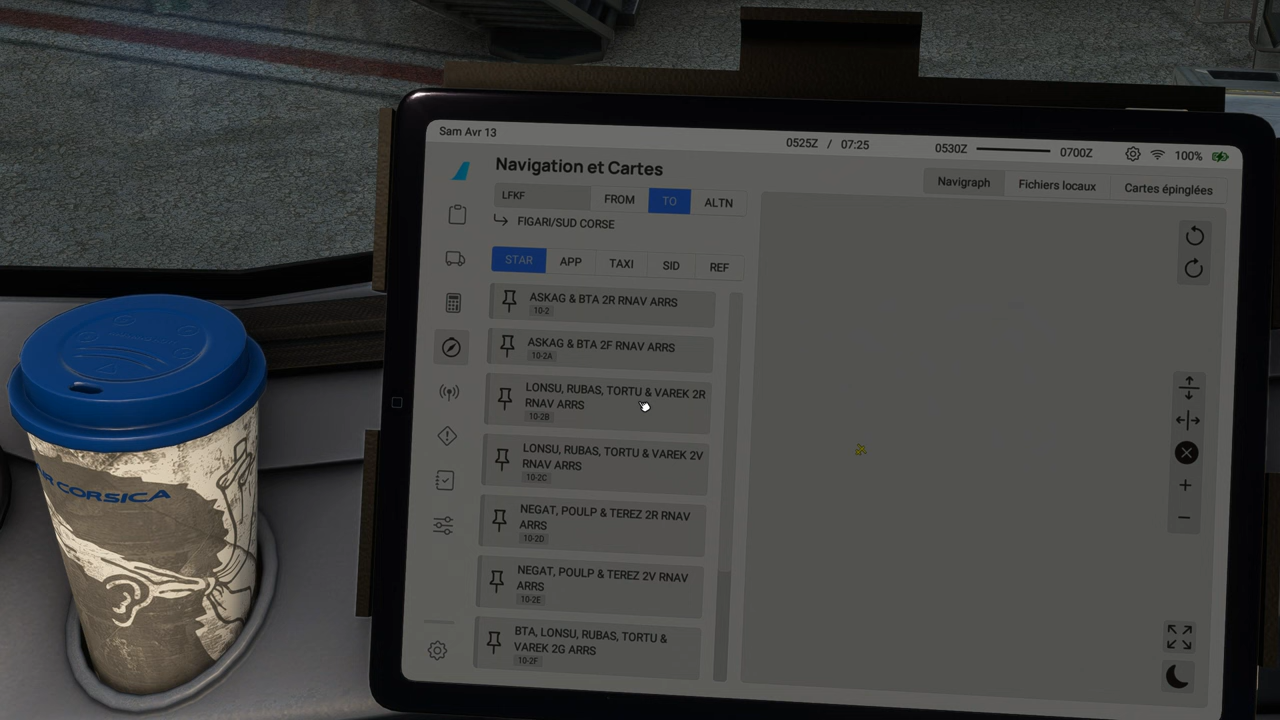 Sam Avr 13
0525Z / 07:25
0530Z
0700Z
100%
Navigation et Cartes
Navigraph
Fichiers locaux
Cartes épinglées
LFKF
FROM
TO
ALTN
FIGARI/SUD CORSE
STAR
APP
TAXI
SID
REF
ASKAG & BTA 2R RNAV ARRS
10-2
ASKAG & BTA 2F RNAV ARRS
10-2A
LONSU, RUBAS, TORTU & VAREK 2R
RNAV ARRS
10-2B
LONSU, RUBAS, TORTU & VAREK 2V
RNAV ARRS
10-2C
NEGAT, POULP & TEREZ 2R RNAV
ARRS
10-2D
NEGAT, POULP & TEREZ 2V RNAV
ARRS
10-2E
BTA, LONSU, RUBAS, TORTU &
VAREK 2G ARRS
10-2F
CORSICA